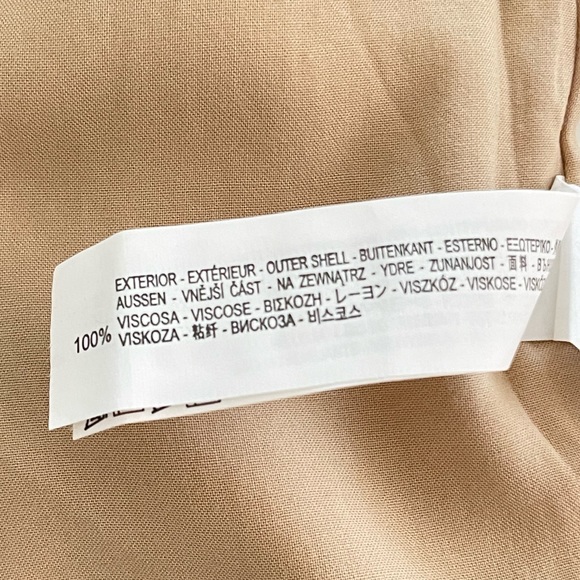 EXTERIOR - EXTÉRIEUR - OUTER SHELL - BUITENKANT - ESTERNO - ΕΞΩΤΕΡΙΚΟ -
AUSSEN - VNĚJŠÍ ČÁST - NA ZEWNĄTRZ - YDRE - ZUNANJOST - 面料 -
VISCOSA - VISCOSE - ΒΙΣΚΟΖΗ - レーヨン - VISZKÓZ - VISKOSE -
100% VISKOZA - 粘纤 - ВИСКОЗА - 비스코스